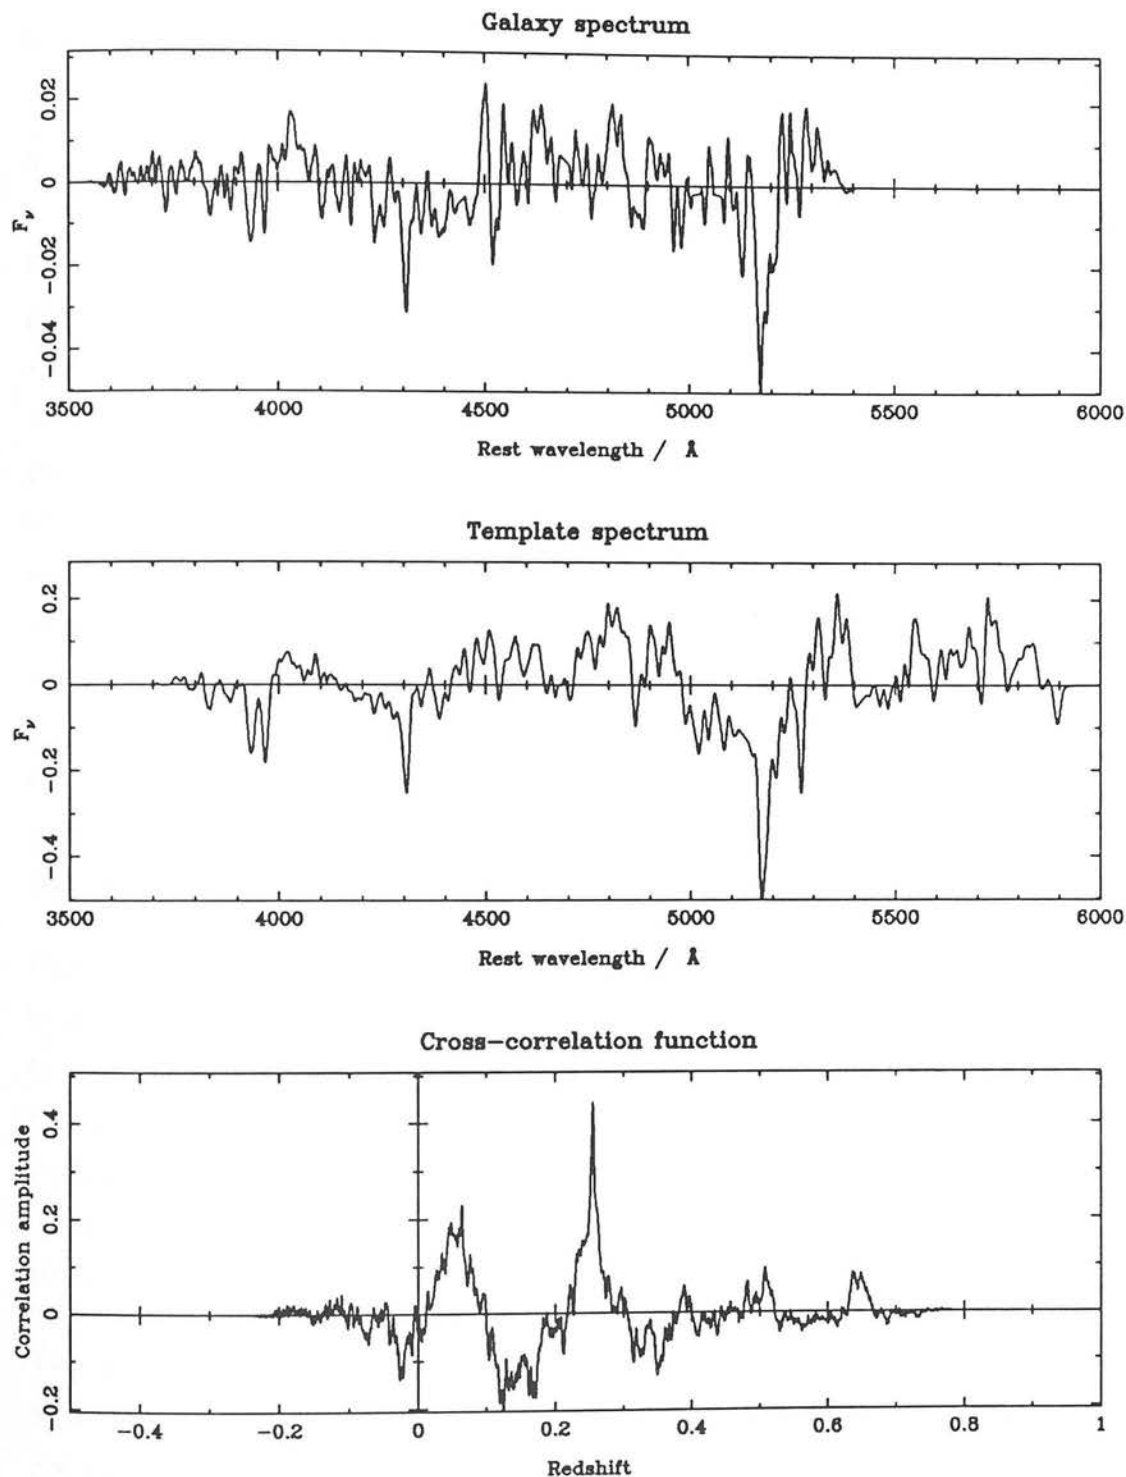 Galaxy spectrum
0.02
0
−0.02
−0.04
F_ν
3500 4000 4500 5000 5500 6000
Rest wavelength / Å
Template spectrum
0.2
0
−0.2
−0.4
F_ν
3500 4000 4500 5000 5500 6000
Rest wavelength / Å
Cross−correlation function
0.4
0.2
0
−0.2
Correlation amplitude
−0.4 −0.2 0 0.2 0.4 0.6 0.8 1
Redshift